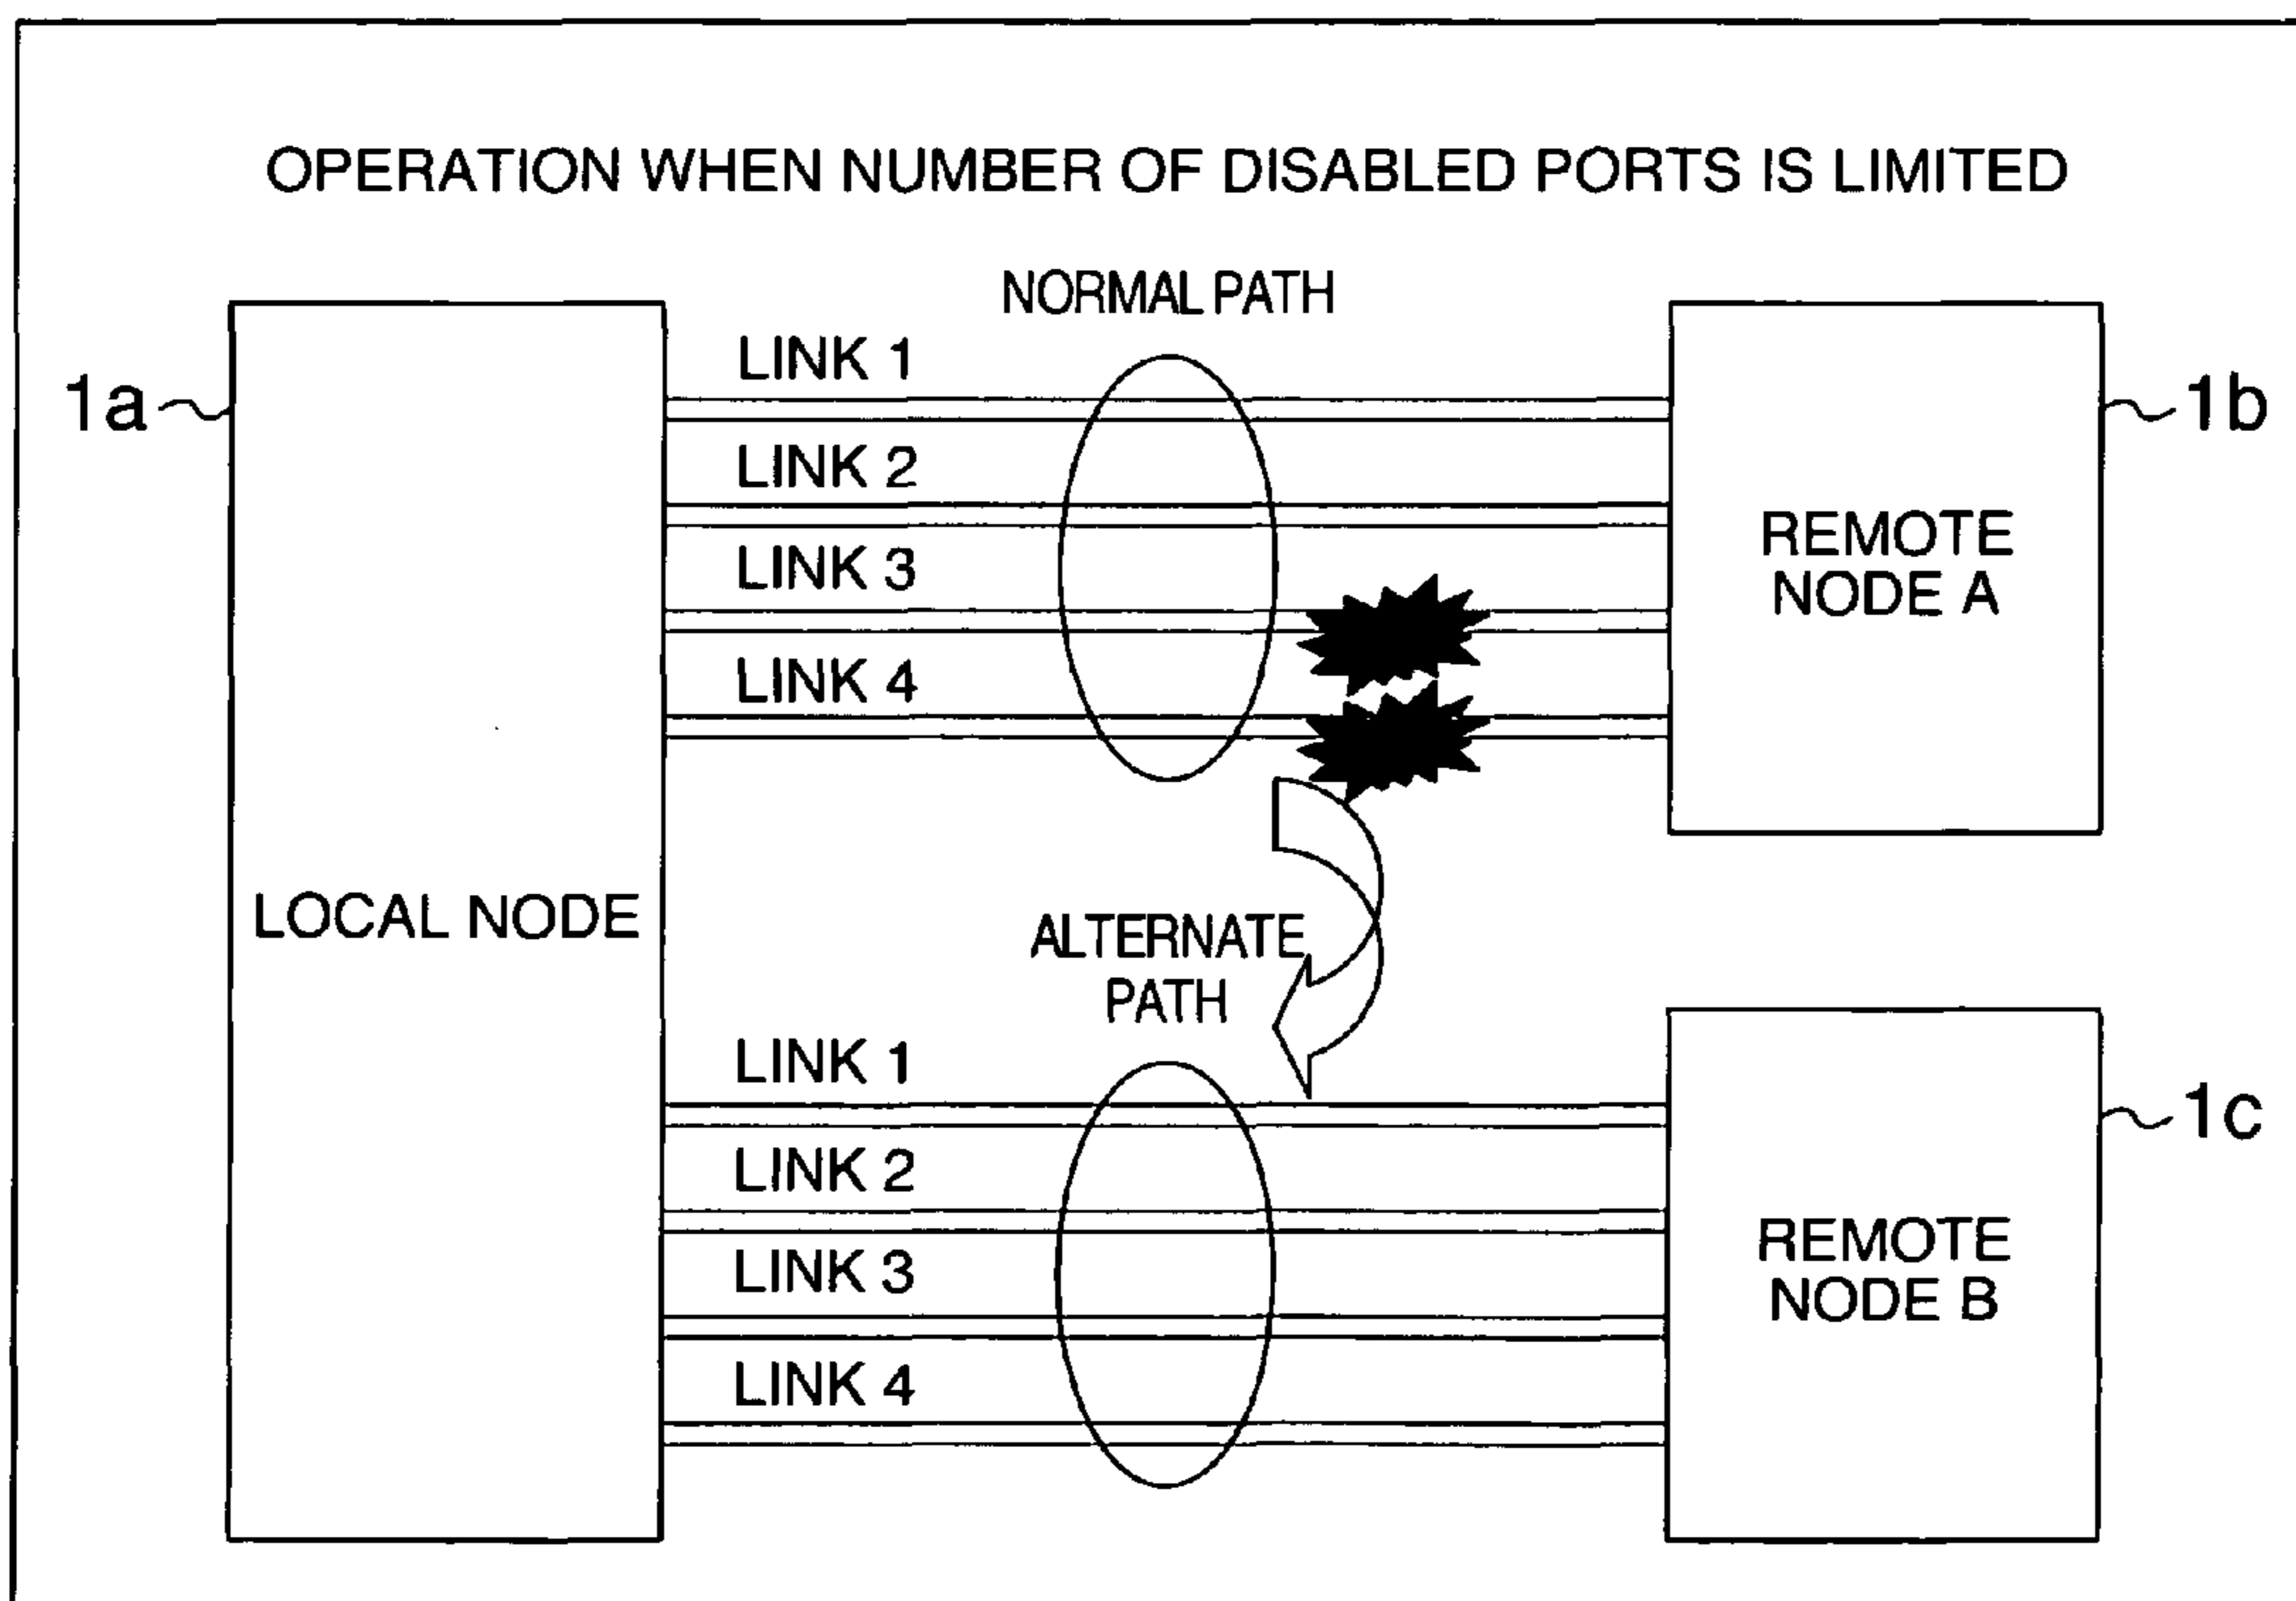 OPERATION WHEN NUMBER OF DISABLED PORTS IS LIMITED
NORMAL PATH
LINK 1
1a
1b
LINK 2
REMOTE
NODE A
LINK 3
LINK 4
LOCAL NODE
ALTERNATE
PATH
LINK 1
1c
LINK 2
REMOTE
NODE B
LINK 3
LINK 4